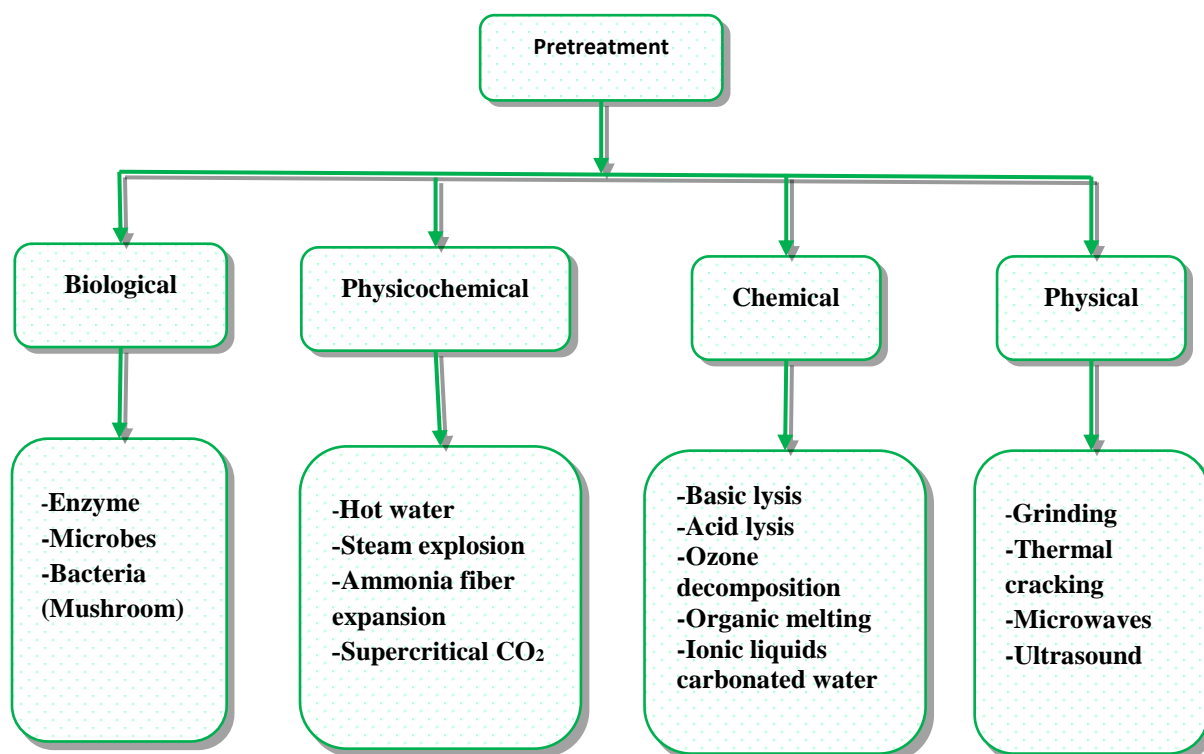 Pretreatment
Biological
Physicochemical
Chemical
Physical
-Enzyme
-Microbes
-Bacteria
(Mushroom)
-Hot water
-Steam explosion
-Ammonia fiber
expansion
-Supercritical CO₂
-Basic lysis
-Acid lysis
-Ozone
decomposition
-Organic melting
-Ionic liquids
carbonated water
-Grinding
-Thermal
cracking
-Microwaves
-Ultrasound